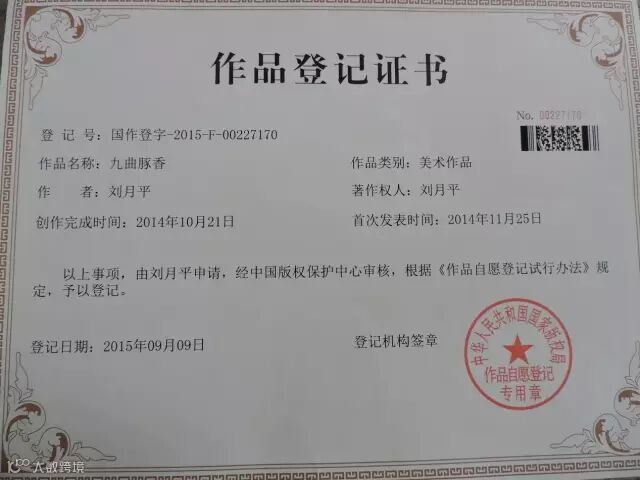 作品登记证书
No. 00227170
登 记 号：国作登字-2015-F-00227170
作品名称：九曲豚香
作品类别：美术作品
作 者：刘月平
著作权人：刘月平
创作完成时间：2014年10月21日
首次发表时间：2014年11月25日
以上事项，由刘月平申请，经中国版权保护中心审核，根据《作品自愿登记试行办法》规
定，予以登记。
登记日期：2015年09月09日
登记机构签章
中华人民共和国国家版权局
作品自愿登记
专用章
大数跨境